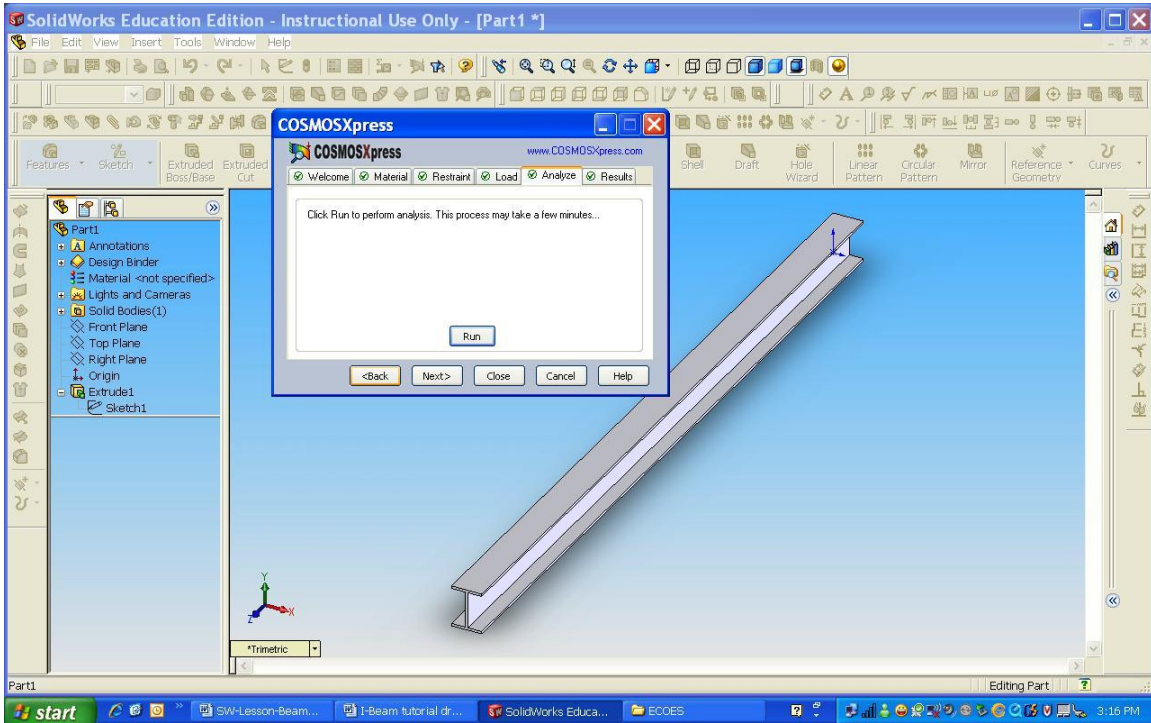 SolidWorks Education Edition - Instructional Use Only - [Part1 *]
File Edit View Insert Tools Window Help
Features Sketch Extruded Boss/Base Extruded Cut Shell Draft Hole Wizard Linear Pattern Circular Pattern Mirror Reference Geometry Curves
COSMOSXpress
COSMOSXpress www.COSMOSXpress.com
Welcome Material Restraint Load Analyze Results
Click Run to perform analysis. This process may take a few minutes...
Run
<Back Next> Close Cancel Help
Part1
Annotations
Design Binder
Material <not specified>
Lights and Cameras
Solid Bodies(1)
Front Plane
Top Plane
Right Plane
Origin
Extrude1
Sketch1
Y
X
Z
*Trimetric
Part1 Editing Part
start SW-Lesson-Beam... I-Beam tutorial dr... SolidWorks Educa... ECOES 3:16 PM